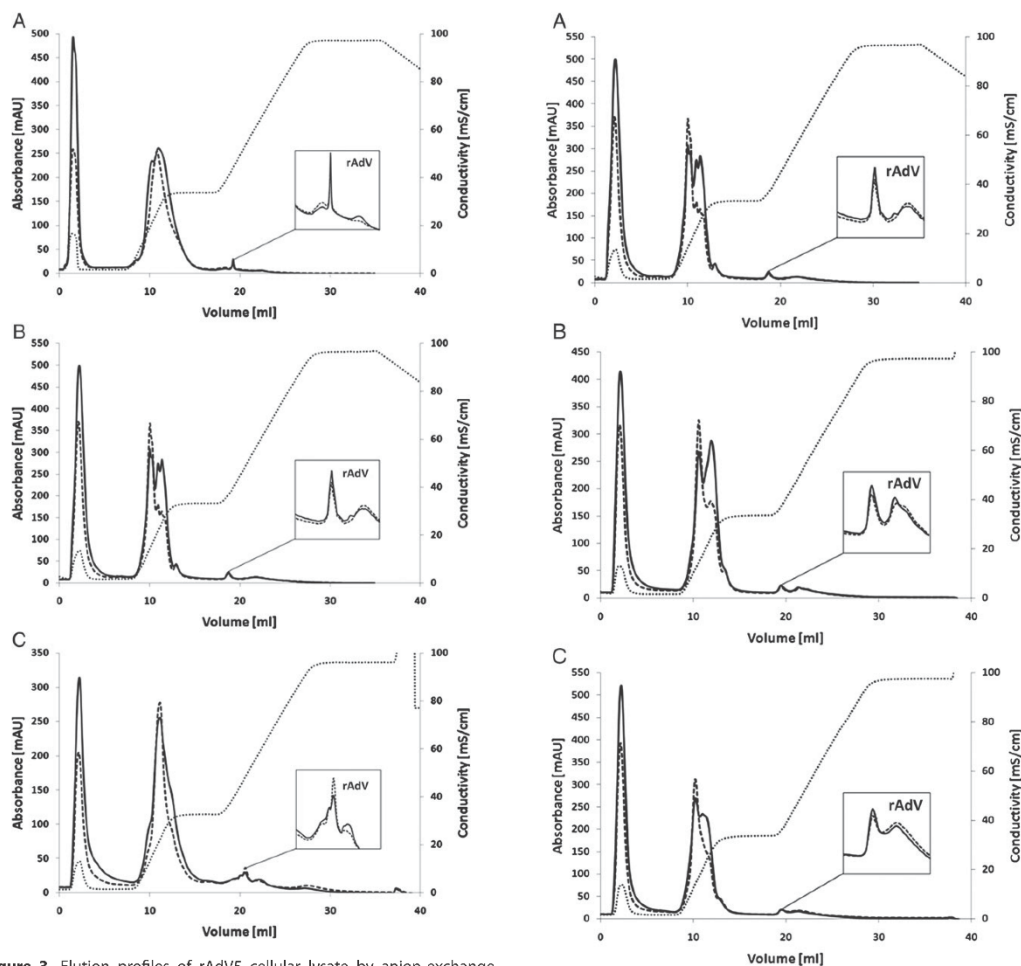 A
Absorbance [mAU]
500
450
400
350
300
250
200
150
100
50
0
rAdV
100
80
60
40
20
0
Conductivity [mS/cm]
0 10 20 30 40
Volume [ml]
B
Absorbance [mAU]
550
500
450
400
350
300
250
200
150
100
50
0
rAdV
100
80
60
40
20
0
Conductivity [mS/cm]
0 10 20 30 40
Volume [ml]
C
Absorbance [mAU]
350
300
250
200
150
100
50
0
rAdV
100
80
60
40
20
0
Conductivity [mS/cm]
0 10 20 30 40
Volume [ml]
gure 3 Elution profiles of rAdV5 cellular lysate by anion-exchange
A
Absorbance [mAU]
550
500
450
400
350
300
250
200
150
100
50
0
rAdV
100
80
60
40
20
0
Conductivity [mS/cm]
0 10 20 30 40
Volume [ml]
B
Absorbance [mAU]
450
400
350
300
250
200
150
100
50
0
rAdV
100
80
60
40
20
0
Conductivity [mS/cm]
0 10 20 30 40
Volume [ml]
C
Absorbance [mAU]
550
500
450
400
350
300
250
200
150
100
50
0
rAdV
100
80
60
40
20
0
Conductivity [mS/cm]
0 10 20 30 40
Volume [ml]